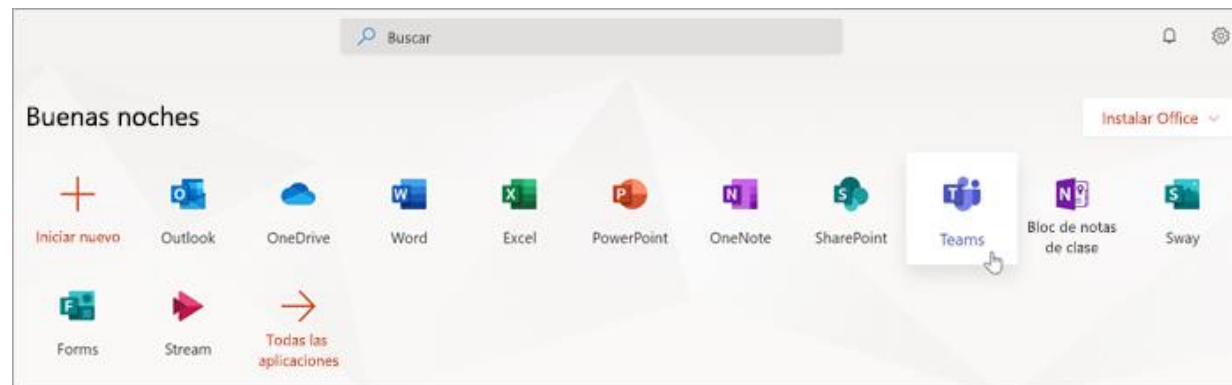 Buscar
Buenas noches
Instalar Office
Iniciar nuevo
Outlook
OneDrive
Word
Excel
PowerPoint
OneNote
SharePoint
Teams
Bloc de notas
de clase
Sway
Forms
Stream
Todas las
aplicaciones